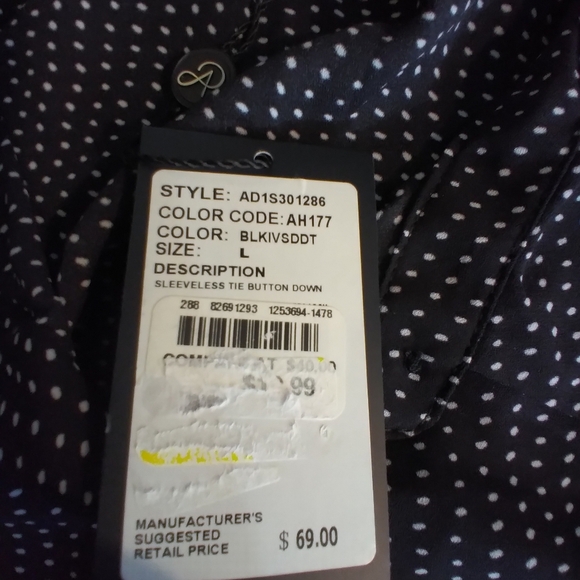 STYLE: AD1S301286
COLOR CODE: AH177
COLOR: BLKIVSDDT
SIZE: L
DESCRIPTION
SLEEVELESS TIE BUTTON DOWN
288 82691293 1253694-1478
MANUFACTURER'S
SUGGESTED
RETAIL PRICE $ 69.00